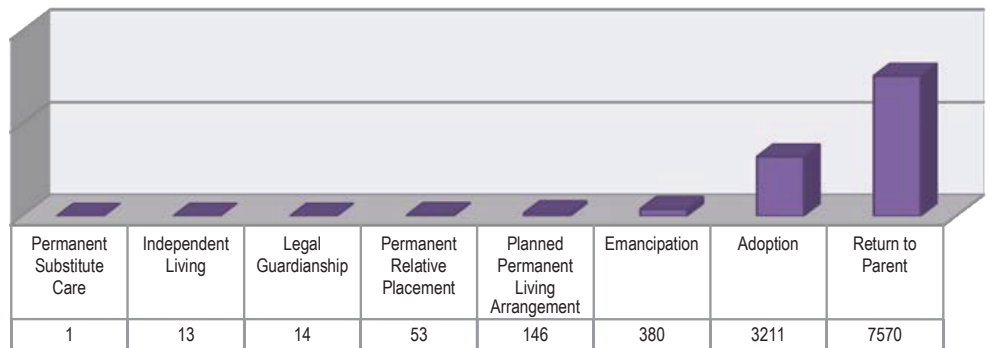 Permanent
Substitute
Care
Independent
Living
Legal
Guardianship
Permanent
Relative
Placement
Planned
Permanent
Living
Arrangement
Emancipation
Adoption
Return to
Parent
1
13
14
53
146
380
3211
7570